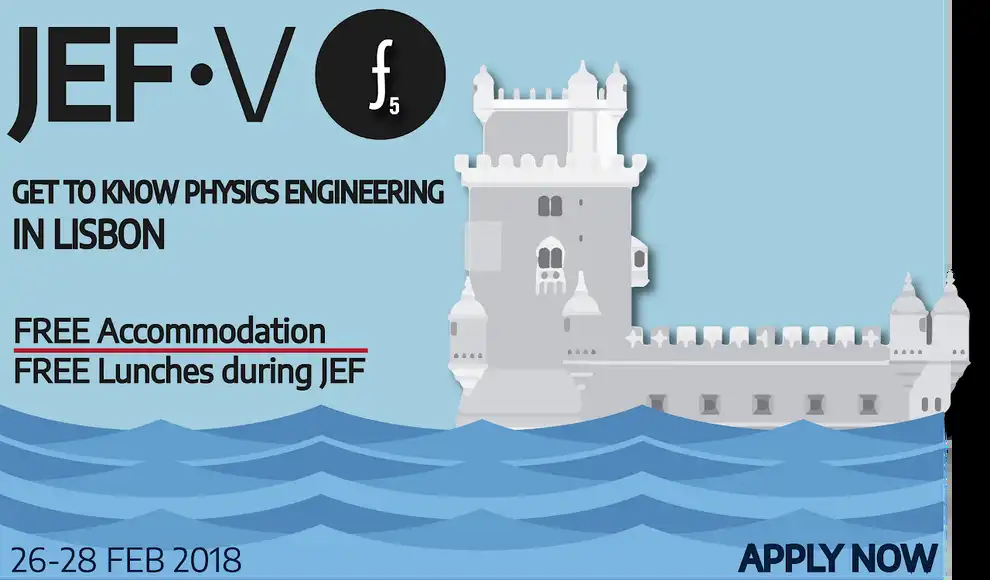 JEF·V
f5
GET TO KNOW PHYSICS ENGINEERING
IN LISBON
FREE Accommodation
FREE Lunches during JEF
26-28 FEB 2018
APPLY NOW